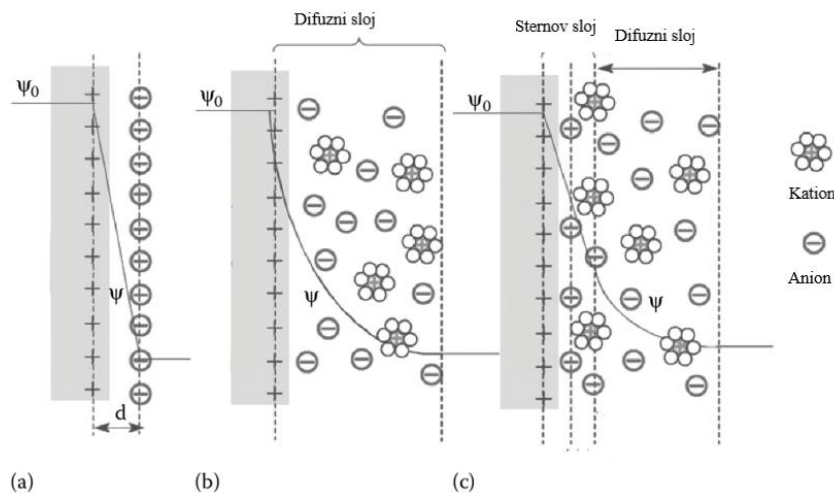 Difuzni sloj
Sternov sloj
Difuzni sloj
Ψ0
Ψ
d
Ψ0
Ψ
Ψ0
Ψ
Kation
Anion
(a)
(b)
(c)